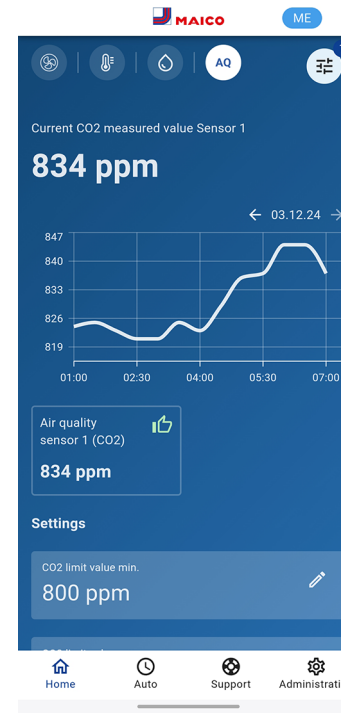 MAICO
ME
AQ
Current CO2 measured value Sensor 1
834 ppm
03.12.24
847
840
833
826
819
01:00 02:30 04:00 05:30 07:00
Air quality
sensor 1 (CO2)
834 ppm
Settings
CO2 limit value min.
800 ppm
Home Auto Support Administrati